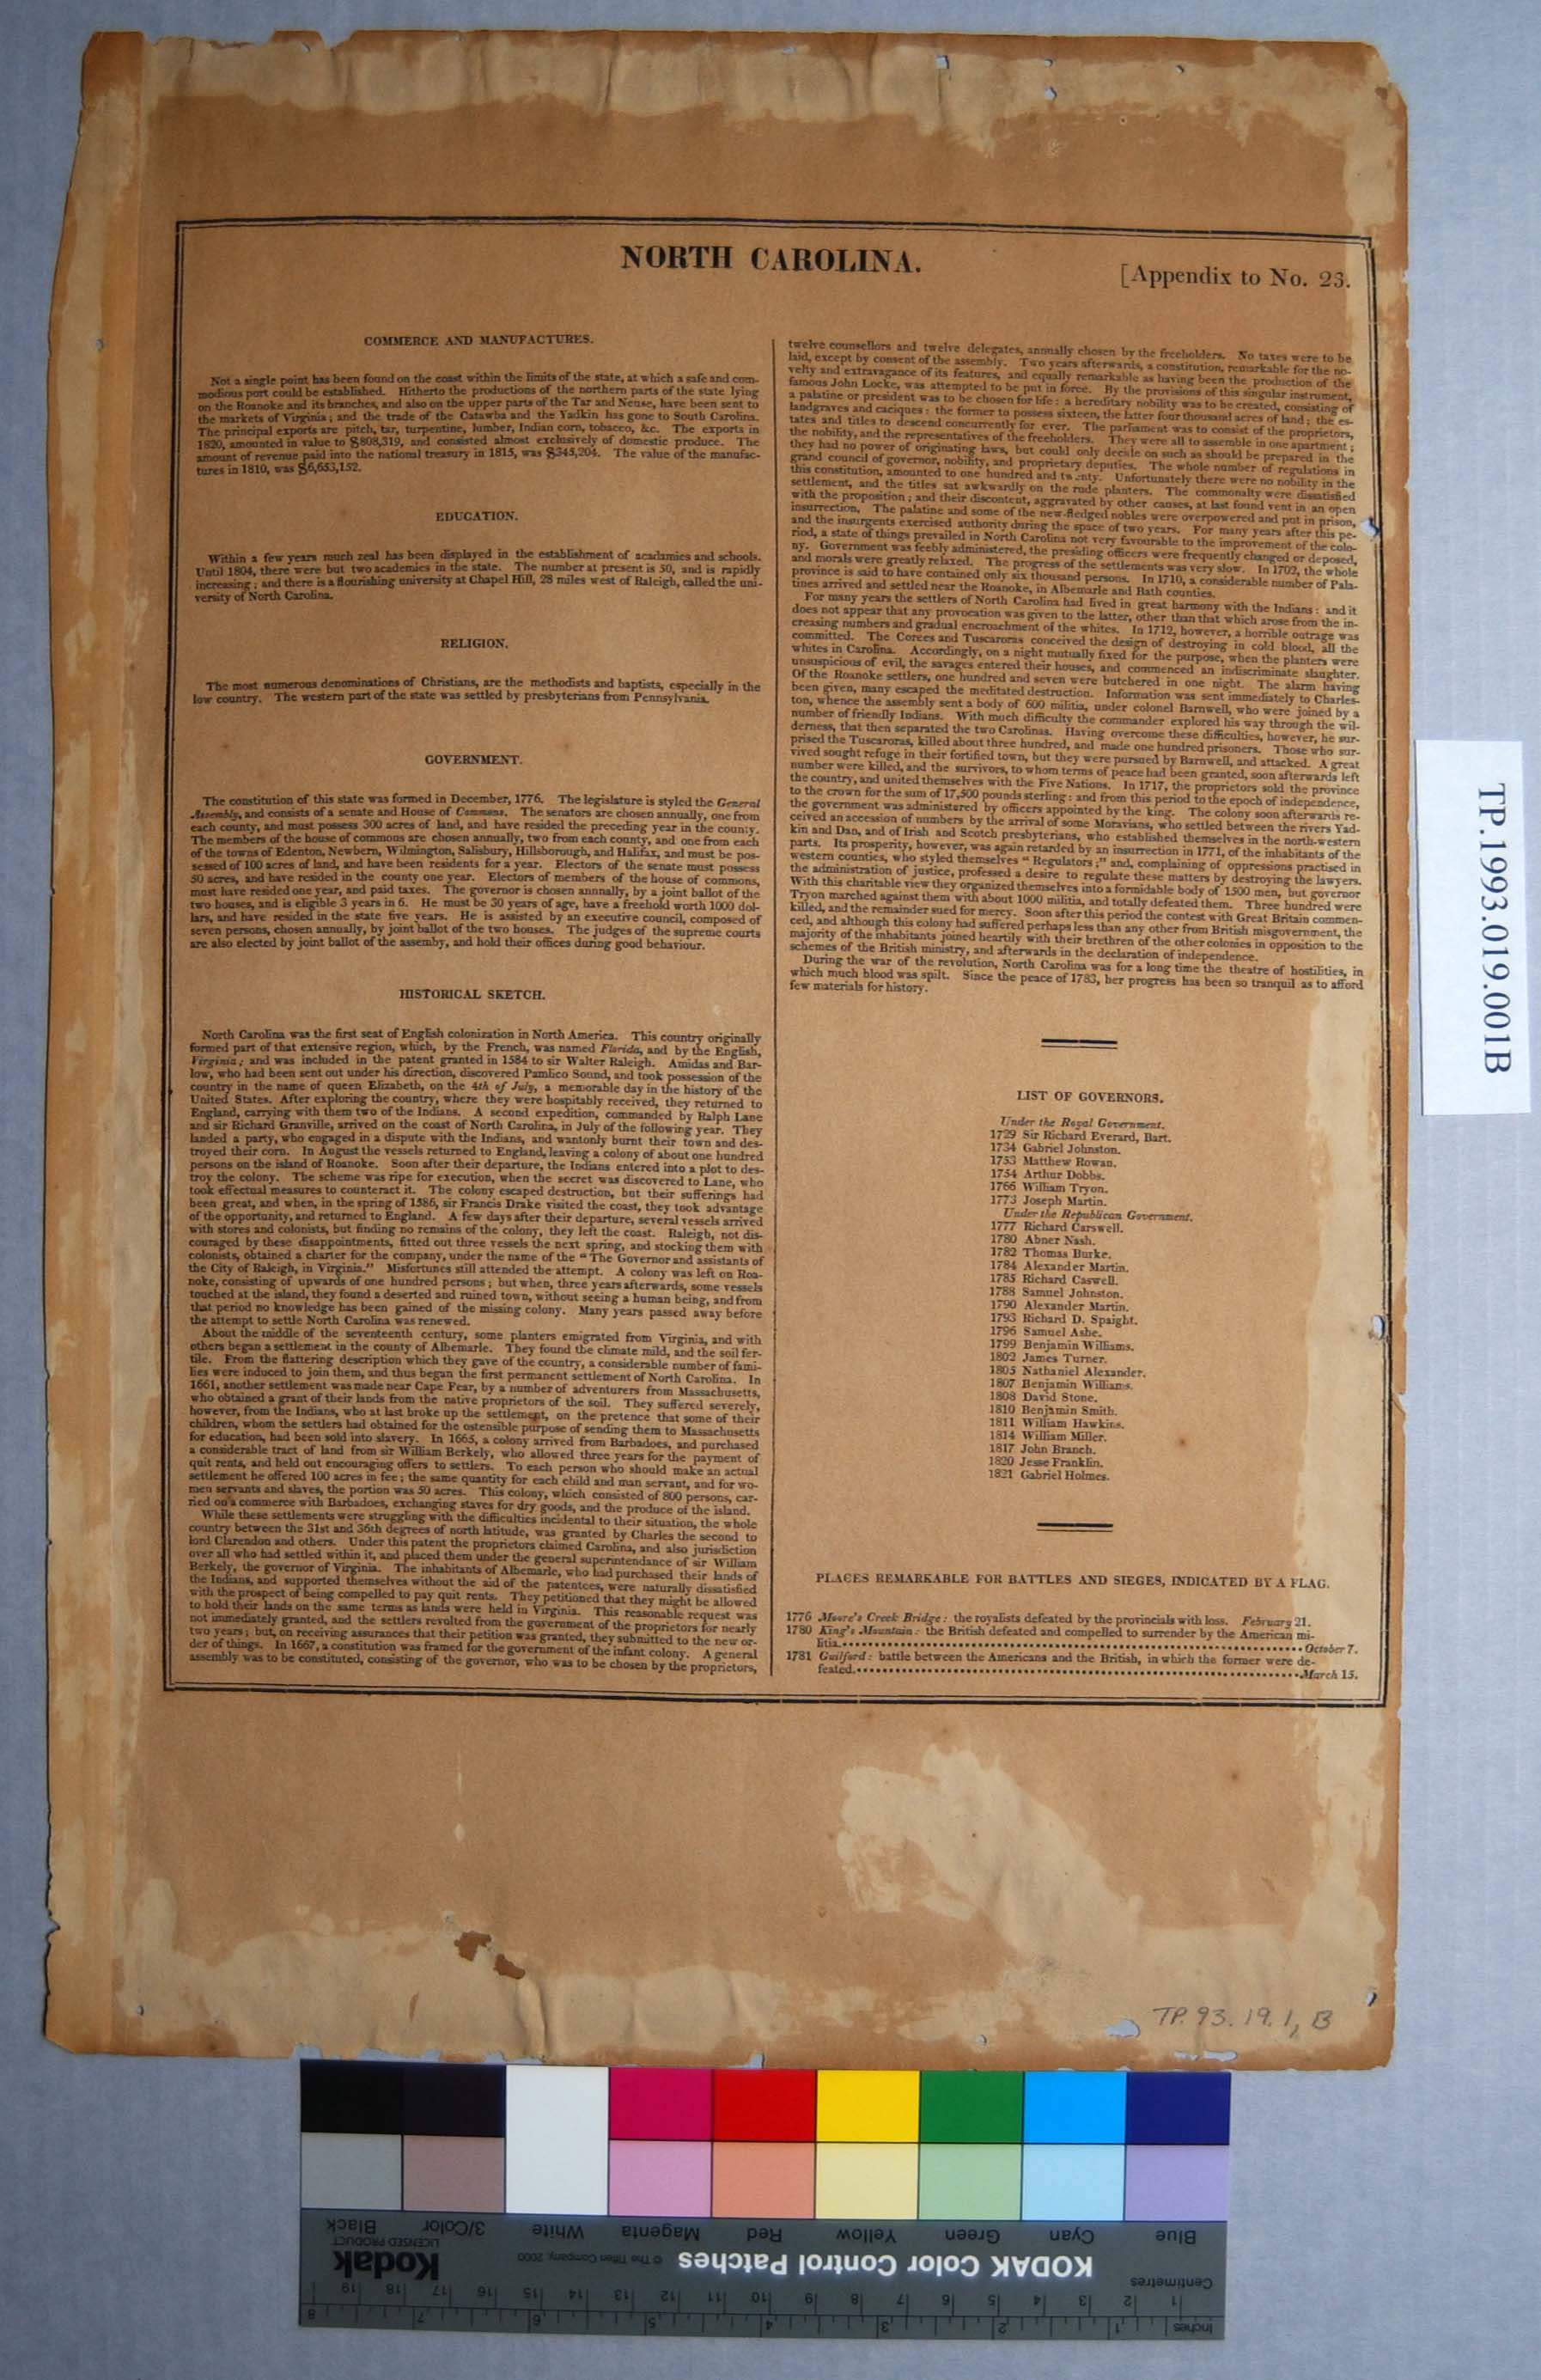 NORTH CAROLINA.
[Appendix to No. 23.
COMMERCE AND MANUFACTURES.
Not a single point has been found on the coast within the limits of the state, at which a safe and com-
modious port could be established. Hitherto the productions of the northern parts of the state lying
on the Roanoke and its branches, and also on the upper parts of the Tar and Neuse, have been sent to
the markets of Virginia; and the trade of the Catawba and the Yadkin has gone to South Carolina.
The principal exports are pitch, tar, turpentine, lumber, Indian corn, tobacco, &c. The exports in
1820, amounted in value to $808,319, and consisted almost exclusively of domestic produce. The
amount of revenue paid into the national treasury in 1815, was $345,204. The value of the manufac-
tures in 1810, was $6,653,152.
EDUCATION.
Within a few years much zeal has been displayed in the establishment of academies and schools.
Until 1804, there were but two academies in the state. The number at present is 50, and is rapidly
increasing; and there is a flourishing university at Chapel Hill, 28 miles west of Raleigh, called the uni-
versity of North Carolina.
RELIGION.
The most numerous denominations of Christians, are the methodists and baptists, especially in the
low country. The western part of the state was settled by presbyterians from Pennsylvania.
GOVERNMENT.
The constitution of this state was formed in December, 1776. The legislature is styled the General
Assembly, and consists of a senate and House of Commons. The senators are chosen annually, one from
each county, and must possess 300 acres of land, and have resided the preceding year in the county.
The members of the house of commons are chosen annually, two from each county, and one from each
of the towns of Edenton, Newbern, Wilmington, Salisbury, Hillsborough, and Halifax, and must be pos-
sessed of 100 acres of land, and have been residents for a year. Electors of the senate must possess
50 acres, and have resided in the county one year. Electors of members of the house of commons,
must have resided one year, and paid taxes. The governor is chosen annually, by a joint ballot of the
two houses, and is eligible 3 years in 6. He must be 30 years of age, have a freehold worth 1000 dol-
lars, and have resided in the state five years. He is assisted by an executive council, composed of
seven persons, chosen annually, by joint ballot of the two houses. The judges of the supreme courts
are also elected by joint ballot of the assemby, and hold their offices during good behaviour.
HISTORICAL SKETCH.
North Carolina was the first seat of English colonization in North America. This country originally
formed part of that extensive region, which, by the French, was named Florida, and by the English,
Virginia; and was included in the patent granted in 1584 to sir Walter Raleigh. Amidas and Bar-
low, who had been sent out under his direction, discovered Pamlico Sound, and took possession of the
country in the name of queen Elizabeth, on the 4th of July, a memorable day in the history of the
United States. After exploring the country, where they were hospitably received, they returned to
England, carrying with them two of the Indians. A second expedition, commanded by Ralph Lane
and sir Richard Granville, arrived on the coast of North Carolina, in July of the following year. They
landed a party, who engaged in a dispute with the Indians, and wantonly burnt their town and des-
troyed their corn. In August the vessels returned to England, leaving a colony of about one hundred
persons on the island of Roanoke. Soon after their departure, the Indians entered into a plot to des-
troy the colony. The scheme was ripe for execution, when the secret was discovered to Lane, who
took effectual measures to counteract it. The colony escaped destruction, but their sufferings had
been great, and when, in the spring of 1586, sir Francis Drake visited the coast, they took advantage
of the opportunity, and returned to England. A few days after their departure, several vessels arrived
with stores and colonists, but finding no remains of the colony, they left the coast. Raleigh, not dis-
couraged by these disappointments, fitted out three vessels the next spring, and stocking them with
colonists, obtained a charter for the company, under the name of the "The Governor and assistants of
the City of Raleigh, in Virginia." Misfortunes still attended the attempt. A colony was left on Roa-
noke, consisting of upwards of one hundred persons; but when, three years afterwards, some vessels
touched at the island, they found a deserted and ruined town, without seeing a human being, and from
that period no knowledge has been gained of the missing colony. Many years passed away before
the attempt to settle North Carolina was renewed.
About the middle of the seventeenth century, some planters emigrated from Virginia, and with
others began a settlement in the county of Albemarle. They found the climate mild, and the soil fer-
tile. From the flattering description which they gave of the country, a considerable number of fami-
lies were induced to join them, and thus began the first permanent settlement of North Carolina. In
1661, another settlement was made near Cape Fear, by a number of adventurers from Massachusetts,
who obtained a grant of their lands from the native proprietors of the soil. They suffered severely,
however, from the Indians, who at last broke up the settlement, on the pretence that some of their
children, whom the settlers had obtained for the ostensible purpose of sending them to Massachusetts
for education, had been sold into slavery. In 1665, a colony arrived from Barbadoes, and purchased
a considerable tract of land from sir William Berkely, who allowed three years for the payment of
quit rents, and held out encouraging offers to settlers. To each person who should make an actual
settlement he offered 100 acres in fee; the same quantity for each child and man servant, and for wo-
men servants and slaves, the portion was 50 acres. This colony, which consisted of 800 persons, car-
ried on a commerce with Barbadoes, exchanging staves for dry goods, and the produce of the island.
While these settlements were struggling with the difficulties incidental to their situation, the whole
country between the 31st and 36th degrees of north latitude, was granted by Charles the second to
lord Clarendon and others. Under this patent the proprietors claimed Carolina, and also jurisdiction
over all who had settled within it, and placed them under the general superintendance of sir William
Berkely, the governor of Virginia. The inhabitants of Albemarle, who had purchased their lands of
the Indians, and supported themselves without the aid of the patentees, were naturally dissatisfied
with the prospect of being compelled to pay quit rents. They petitioned that they might be allowed
to hold their lands on the same terms as lands were held in Virginia. This reasonable request was
not immediately granted, and the settlers revolted from the government of the proprietors for nearly
two years; but, on receiving assurances that their petition was granted, they submitted to the new or-
der of things. In 1667, a constitution was framed for the government of the infant colony. A general
assembly was to be constituted, consisting of the governor, who was to be chosen by the proprietors,
twelve counsellors and twelve delegates, annually chosen by the freeholders. No taxes were to be
laid, except by consent of the assembly. Two years afterwards, a constitution, remarkable for the no-
velty and extravagance of its features, and equally remarkable as having been the production of the
famous John Locke, was attempted to be put in force. By the provisions of this singular instrument,
a palatine or president was to be chosen for life: a hereditary nobility was to be created, consisting of
landgraves and caciques: the former to possess sixteen, the latter four thousand acres of land; the es-
tates and titles to descend concurrently for ever. The parliament was to consist of the proprietors,
the nobility, and the representatives of the freeholders. They were all to assemble in one apartment;
they had no power of originating laws, but could only decide on such as should be prepared in the
grand council of governor, nobility, and proprietary deputies. The whole number of regulations in
this constitution, amounted to one hundred and twenty. Unfortunately there were no nobility in the
settlement, and the titles sat awkwardly on the rude planters. The commonalty were dissatisfied
with the proposition; and their discontent, aggravated by other causes, at last found vent in an open
insurrection. The palatine and some of the new-fledged nobles were overpowered and put in prison,
and the insurgents exercised authority during the space of two years. For many years after this pe-
riod, a state of things prevailed in North Carolina not very favourable to the improvement of the colo-
ny. Government was feebly administered, the presiding officers were frequently changed or deposed,
and morals were greatly relaxed. The progress of the settlements was very slow. In 1702, the whole
province is said to have contained only six thousand persons. In 1710, a considerable number of Pala-
tines arrived and settled near the Roanoke, in Albemarle and Bath counties.
For many years the settlers of North Carolina had lived in great harmony with the Indians: and it
does not appear that any provocation was given to the latter, other than that which arose from the in-
creasing numbers and gradual encroachment of the whites. In 1712, however, a horrible outrage was
committed. The Corees and Tuscaroras conceived the design of destroying in cold blood, all the
whites in Carolina. Accordingly, on a night mutually fixed for the purpose, when the planters were
unsuspicious of evil, the savages entered their houses, and commenced an indiscriminate slaughter.
Of the Roanoke settlers, one hundred and seven were butchered in one night. The alarm having
been given, many escaped the meditated destruction. Information was sent immediately to Charles-
ton, whence the assembly sent a body of 600 militia, under colonel Barnwell, who were joined by a
number of friendly Indians. With much difficulty the commander explored his way through the wil-
derness, that then separated the two Carolinas. Having overcome these difficulties, however, he sur-
prised the Tuscaroras, killed about three hundred, and made one hundred prisoners. Those who sur-
vived sought refuge in their fortified town, but they were pursued by Barnwell, and attacked. A great
number were killed, and the survivors, to whom terms of peace had been granted, soon afterwards left
the country, and united themselves with the Five Nations. In 1717, the proprietors sold the province
to the crown for the sum of 17,500 pounds sterling: and from this period to the epoch of independence,
the government was administered by officers appointed by the king. The colony soon afterwards re-
ceived an accession of numbers by the arrival of some Moravians, who settled between the rivers Yad-
kin and Dan, and of Irish and Scotch presbyterians, who established themselves in the north-western
parts. Its prosperity, however, was again retarded by an insurrection in 1771, of the inhabitants of the
western counties, who styled themselves "Regulators;" and, complaining of oppressions practised in
the administration of justice, professed a desire to regulate these matters by destroying the lawyers.
With this charitable view they organized themselves into a formidable body of 1500 men, but governor
Tryon marched against them with about 1000 militia, and totally defeated them. Three hundred were
killed, and the remainder sued for mercy. Soon after this period the contest with Great Britain commen-
ced, and although this colony had suffered perhaps less than any other from British misgovernment, the
majority of the inhabitants joined heartily with their brethren of the other colonies in opposition to the
schemes of the British ministry, and afterwards in the declaration of independence.
During the war of the revolution, North Carolina was for a long time the theatre of hostilities, in
which much blood was spilt. Since the peace of 1783, her progress has been so tranquil as to afford
few materials for history.
LIST OF GOVERNORS.
Under the Royal Government.
1729 Sir Richard Everard, Bart.
1734 Gabriel Johnston.
1753 Matthew Rowan.
1754 Arthur Dobbs.
1766 William Tryon.
1773 Joseph Martin.
Under the Republican Government.
1777 Richard Carswell.
1780 Abner Nash.
1782 Thomas Burke.
1784 Alexander Martin.
1785 Richard Caswell.
1788 Samuel Johnston.
1790 Alexander Martin.
1793 Richard D. Spaight.
1796 Samuel Ashe.
1799 Benjamin Williams.
1802 James Turner.
1805 Nathaniel Alexander.
1807 Benjamin Williams.
1808 David Stone.
1810 Benjamin Smith.
1811 William Hawkins.
1814 William Miller.
1817 John Branch.
1820 Jesse Franklin.
1821 Gabriel Holmes.
PLACES REMARKABLE FOR BATTLES AND SIEGES, INDICATED BY A FLAG.
1776 Moore's Creek Bridge: the royalists defeated by the provincials with loss. February 21.
1780 King's Mountain: the British defeated and compelled to surrender by the American mi-
litia. October 7.
1781 Guilford: battle between the Americans and the British, in which the former were de-
feated. March 15.
TP.93.19.1, B
TP.1993.019.001B
Black 3/Color White Magenta Red Yellow Green Cyan Blue
Kodak LICENSED PRODUCT
KODAK Color Control Patches © The Tiffen Company, 2000
Centimetres 1 2 3 4 5 6 7 8 9 10 11 12 13 14 15 16 17 18 19
Inches 1 2 3 4 5 6 7 8